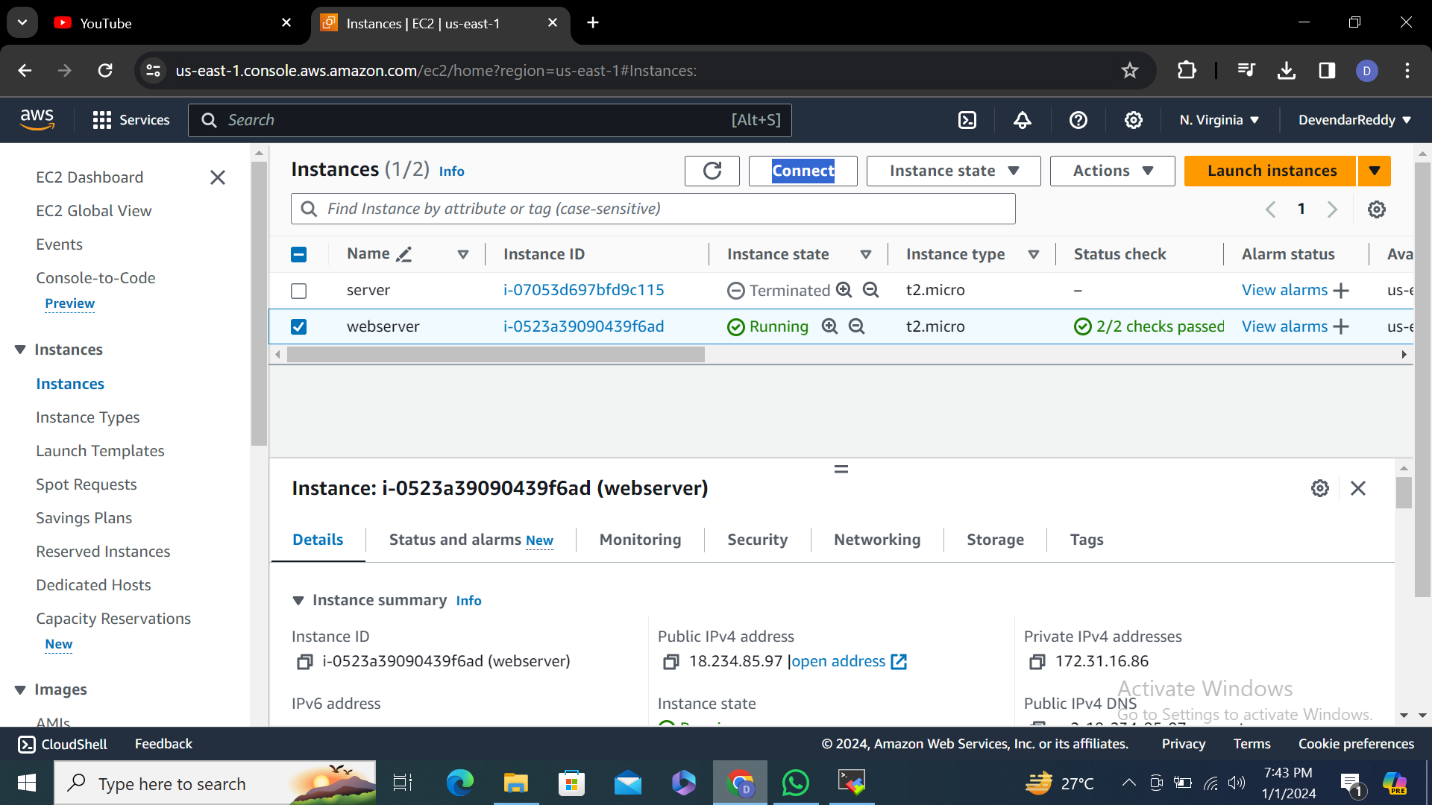 YouTube
Instances | EC2 | us-east-1
us-east-1.console.aws.amazon.com/ec2/home?region=us-east-1#Instances:
D
aws
Services
Search [Alt+S]
N. Virginia
DevendarReddy
EC2 Dashboard
EC2 Global View
Events
Console-to-Code
Preview
Instances
Instances
Instance Types
Launch Templates
Spot Requests
Savings Plans
Reserved Instances
Dedicated Hosts
Capacity Reservations
New
Images
AMIs
Instances (1/2) Info
Connect
Instance state
Actions
Launch instances
Find Instance by attribute or tag (case-sensitive)
1
Name Instance ID Instance state Instance type Status check Alarm status Ava
server i-07053d697bfd9c115 Terminated t2.micro – View alarms + us-e
webserver i-0523a39090439f6ad Running t2.micro 2/2 checks passed View alarms + us-e
Instance: i-0523a39090439f6ad (webserver)
Details Status and alarms New Monitoring Security Networking Storage Tags
Instance summary Info
Instance ID
i-0523a39090439f6ad (webserver)
Public IPv4 address
18.234.85.97 |open address
Private IPv4 addresses
172.31.16.86
IPv6 address
Instance state
Public IPv4 DNS
Activate Windows
Go to Settings to activate Windows.
CloudShell Feedback
© 2024, Amazon Web Services, Inc. or its affiliates. Privacy Terms Cookie preferences
Type here to search
27°C
7:43 PM
1/1/2024
1
PRE